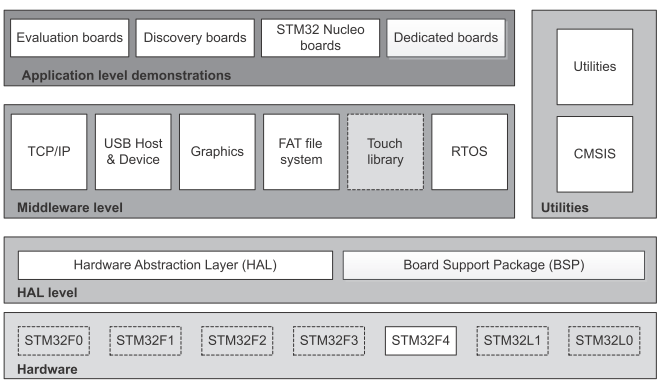 Evaluation boards
Discovery boards
STM32 Nucleo
boards
Dedicated boards
Application level demonstrations
Utilities
CMSIS
Utilities
TCP/IP
USB Host
& Device
Graphics
FAT file
system
Touch
library
RTOS
Middleware level
Hardware Abstraction Layer (HAL)
Board Support Package (BSP)
HAL level
STM32F0
STM32F1
STM32F2
STM32F3
STM32F4
STM32L1
STM32L0
Hardware